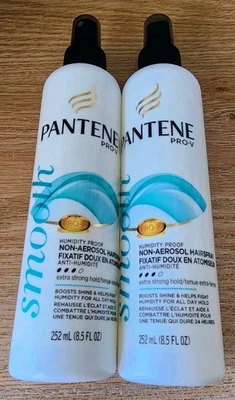 PANTENE
PRO-V
smooth
HUMIDITY PROOF
NON-AEROSOL HAIRSPRAY
FIXATIF DOUX EN ATOMISEUR
ANTI-HUMIDITÉ
extra strong hold/tenue extra-ferme
BOOSTS SHINE & HELPS FIGHT
HUMIDITY FOR ALL DAY HOLD
REHAUSSE L'ÉCLAT ET AIDE À
COMBATTRE L'HUMIDITÉ POUR
UNE TENUE QUI DURE 24 HEURES
252 mL (8.5 FL OZ)
PANTENE
PRO-V
smooth
HUMIDITY PROOF
NON-AEROSOL HAIRSPRAY
FIXATIF DOUX EN ATOMISEUR
ANTI-HUMIDITÉ
extra strong hold/tenue extra-ferme
BOOSTS SHINE & HELPS FIGHT
HUMIDITY FOR ALL DAY HOLD
REHAUSSE L'ÉCLAT ET AIDE À
COMBATTRE L'HUMIDITÉ POUR
UNE TENUE QUI DURE 24 HEURES
252 mL (8.5 FL OZ)